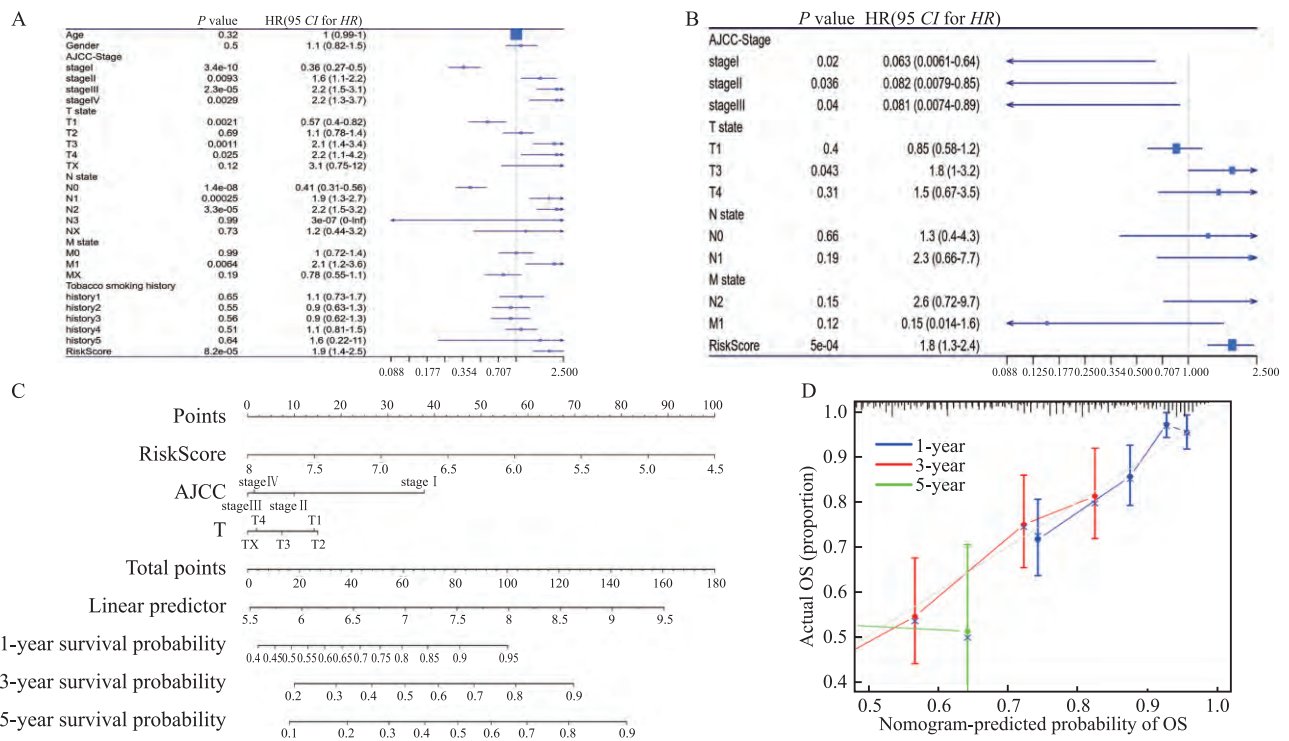 A
P value HR(95 CI for HR)
Age 0.32 1 (0.99-1)
Gender 0.5 1.1 (0.82-1.5)
AJCC-Stage
stageI 3.4e-10 0.36 (0.27-0.5)
stageII 0.0093 1.6 (1.1-2.2)
stageIII 2.3e-05 2.2 (1.5-3.1)
stageIV 0.0029 2.2 (1.3-3.7)
T state
T1 0.0021 0.57 (0.4-0.82)
T2 0.69 1.1 (0.78-1.4)
T3 0.0011 2.1 (1.4-3.4)
T4 0.025 2.2 (1.1-4.2)
TX 0.12 3.1 (0.75-12)
N state
N0 1.4e-08 0.41 (0.31-0.56)
N1 0.00025 1.9 (1.3-2.7)
N2 3.3e-05 2.2 (1.5-3.2)
N3 0.99 3e-07 (0-Inf)
NX 0.73 1.2 (0.44-3.2)
M state
M0 0.99 1 (0.72-1.4)
M1 0.0064 2.1 (1.2-3.6)
MX 0.19 0.78 (0.55-1.1)
Tobacco smoking history
history1 0.65 1.1 (0.73-1.7)
history2 0.55 0.9 (0.63-1.3)
history3 0.56 0.9 (0.62-1.3)
history4 0.51 1.1 (0.81-1.5)
history5 0.64 1.6 (0.22-11)
RiskScore 8.2e-05 1.9 (1.4-2.5)
0.088 0.177 0.354 0.707 2.500
B
P value HR(95 CI for HR)
AJCC-Stage
stageI 0.02 0.063 (0.0061-0.64)
stageII 0.036 0.082 (0.0079-0.85)
stageIII 0.04 0.081 (0.0074-0.89)
T state
T1 0.4 0.85 (0.58-1.2)
T3 0.043 1.8 (1-3.2)
T4 0.31 1.5 (0.67-3.5)
N state
N0 0.66 1.3 (0.4-4.3)
N1 0.19 2.3 (0.66-7.7)
M state
N2 0.15 2.6 (0.72-9.7)
M1 0.12 0.15 (0.014-1.6)
RiskScore 5e-04 1.8 (1.3-2.4)
0.088 0.125 0.177 0.250 0.354 0.500 0.707 1.000 2.500
C
Points 0 10 20 30 40 50 60 70 80 90 100
RiskScore
8 7.5 7.0 6.5 6.0 5.5 5.0 4.5
stageIV stage I
AJCC
stageIII stage II
T4 T1
T
TX T3 T2
Total points 0 20 40 60 80 100 120 140 160 180
Linear predictor
5.5 6 6.5 7 7.5 8 8.5 9 9.5
1-year survival probability
0.4 0.45 0.5 0.55 0.6 0.65 0.7 0.75 0.8 0.85 0.9 0.95
3-year survival probability
0.2 0.3 0.4 0.5 0.6 0.7 0.8 0.9
5-year survival probability
0.1 0.2 0.3 0.4 0.5 0.6 0.7 0.8 0.9
D
Actual OS (proportion)
1.0
0.9
0.8
0.7
0.6
0.5
0.4
1-year
3-year
5-year
0.5 0.6 0.7 0.8 0.9 1.0
Nomogram-predicted probability of OS